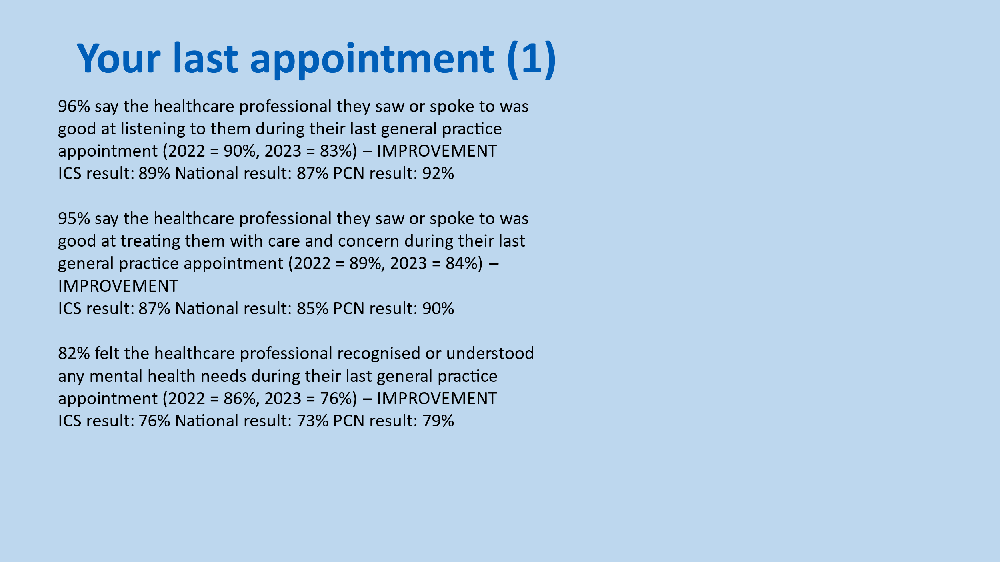 Your last appointment (1)
96% say the healthcare professional they saw or spoke to was
good at listening to them during their last general practice
appointment (2022 = 90%, 2023 = 83%) – IMPROVEMENT
ICS result: 89% National result: 87% PCN result: 92%
95% say the healthcare professional they saw or spoke to was
good at treating them with care and concern during their last
general practice appointment (2022 = 89%, 2023 = 84%) –
IMPROVEMENT
ICS result: 87% National result: 85% PCN result: 90%
82% felt the healthcare professional recognised or understood
any mental health needs during their last general practice
appointment (2022 = 86%, 2023 = 76%) – IMPROVEMENT
ICS result: 76% National result: 73% PCN result: 79%